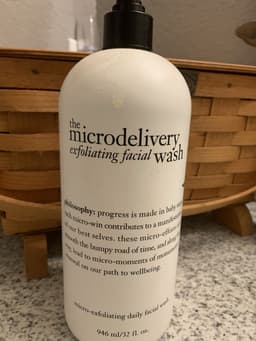 the
microdelivery
exfoliating facial wash
philosophy: progress is made in baby
each micro-win contributes to a
of our best selves. these micro-efforts
the bumpy road of time, and
lead to micro-moments of
on our path to wellbeing.
micro-exfoliating daily facial wash
946 ml/32 fl. oz.